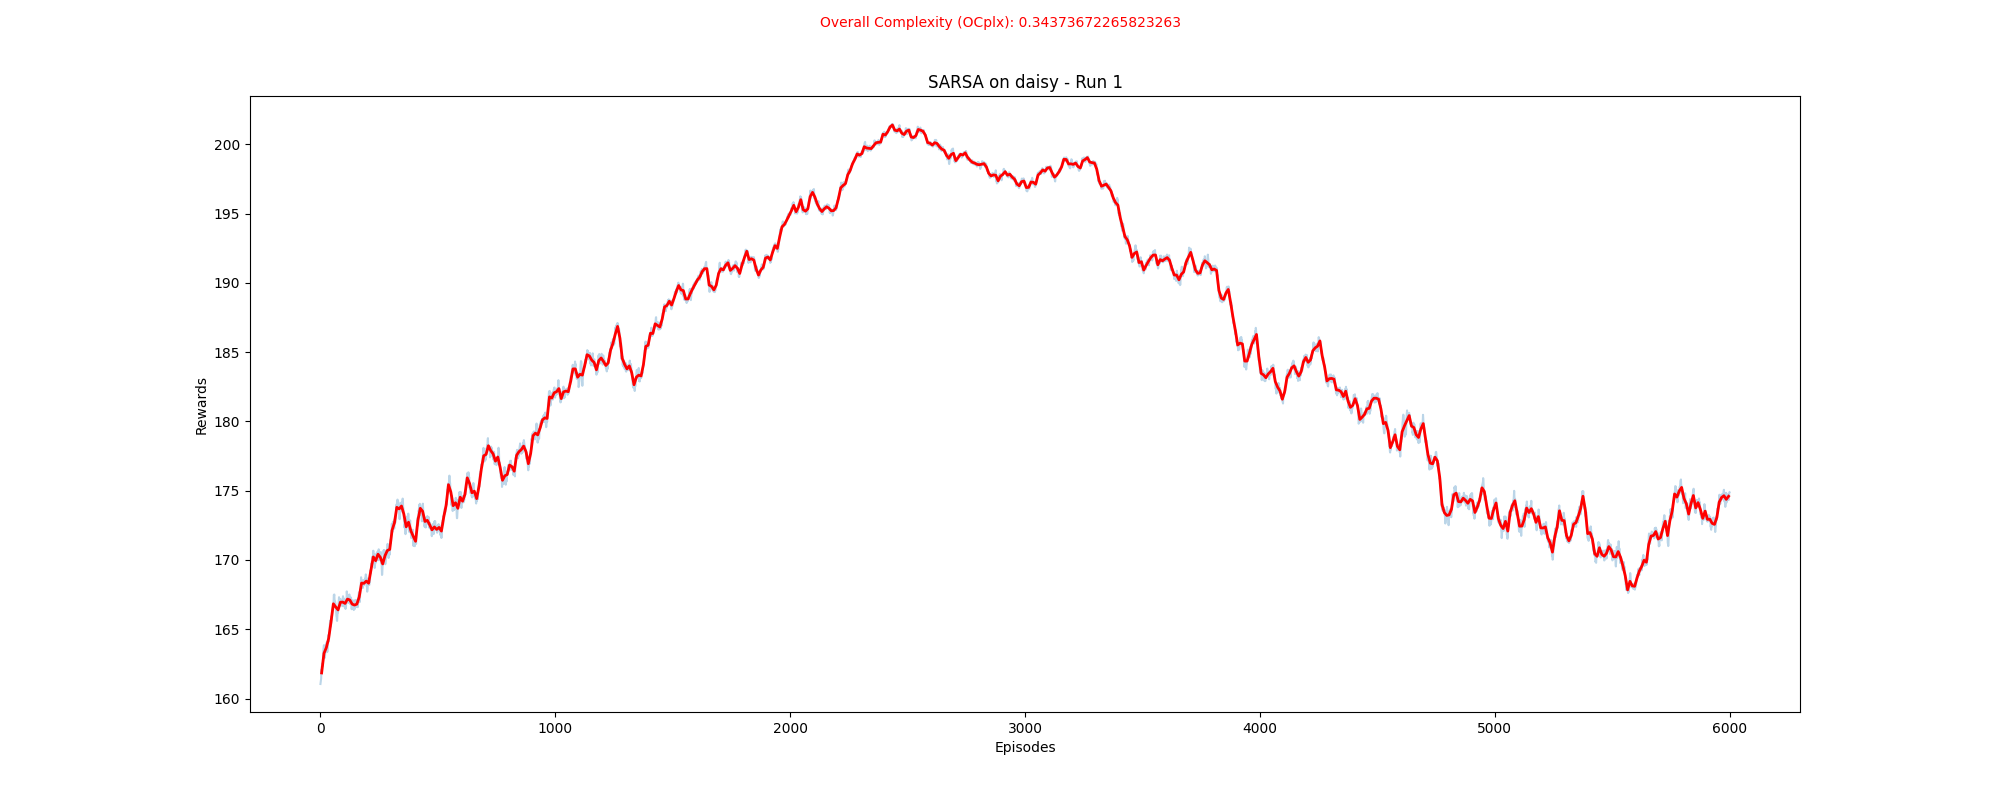 Overall Complexity (OCplx): 0.34373672265823263
SARSA on daisy - Run 1
Rewards
200
195
190
185
180
175
170
165
160
0 1000 2000 3000 4000 5000 6000
Episodes